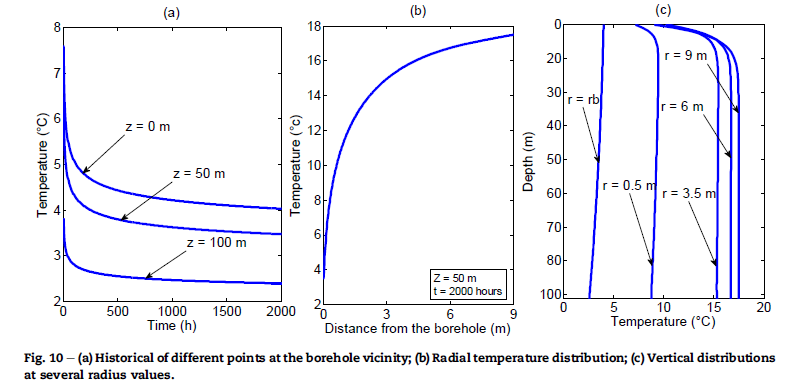 (a)
8
7
6
5
4
3
2
Temperature (°C)
z = 0 m
z = 50 m
z = 100 m
0
500
1000
1500
2000
Time (h)
(b)
18
16
14
12
10
8
6
4
2
Temperature (°c)
Z = 50 m
t = 2000 hours
0
3
6
9
Distance from the borehole (m)
(c)
0
10
20
30
40
50
60
70
80
90
100
Depth (m)
r = 9 m
r = rb
r = 6 m
r = 0.5 m
r = 3.5 m
0
5
10
15
20
Temperature (°C)
Fig. 10 – (a) Historical of different points at the borehole vicinity; (b) Radial temperature distribution; (c) Vertical distributions
at several radius values.